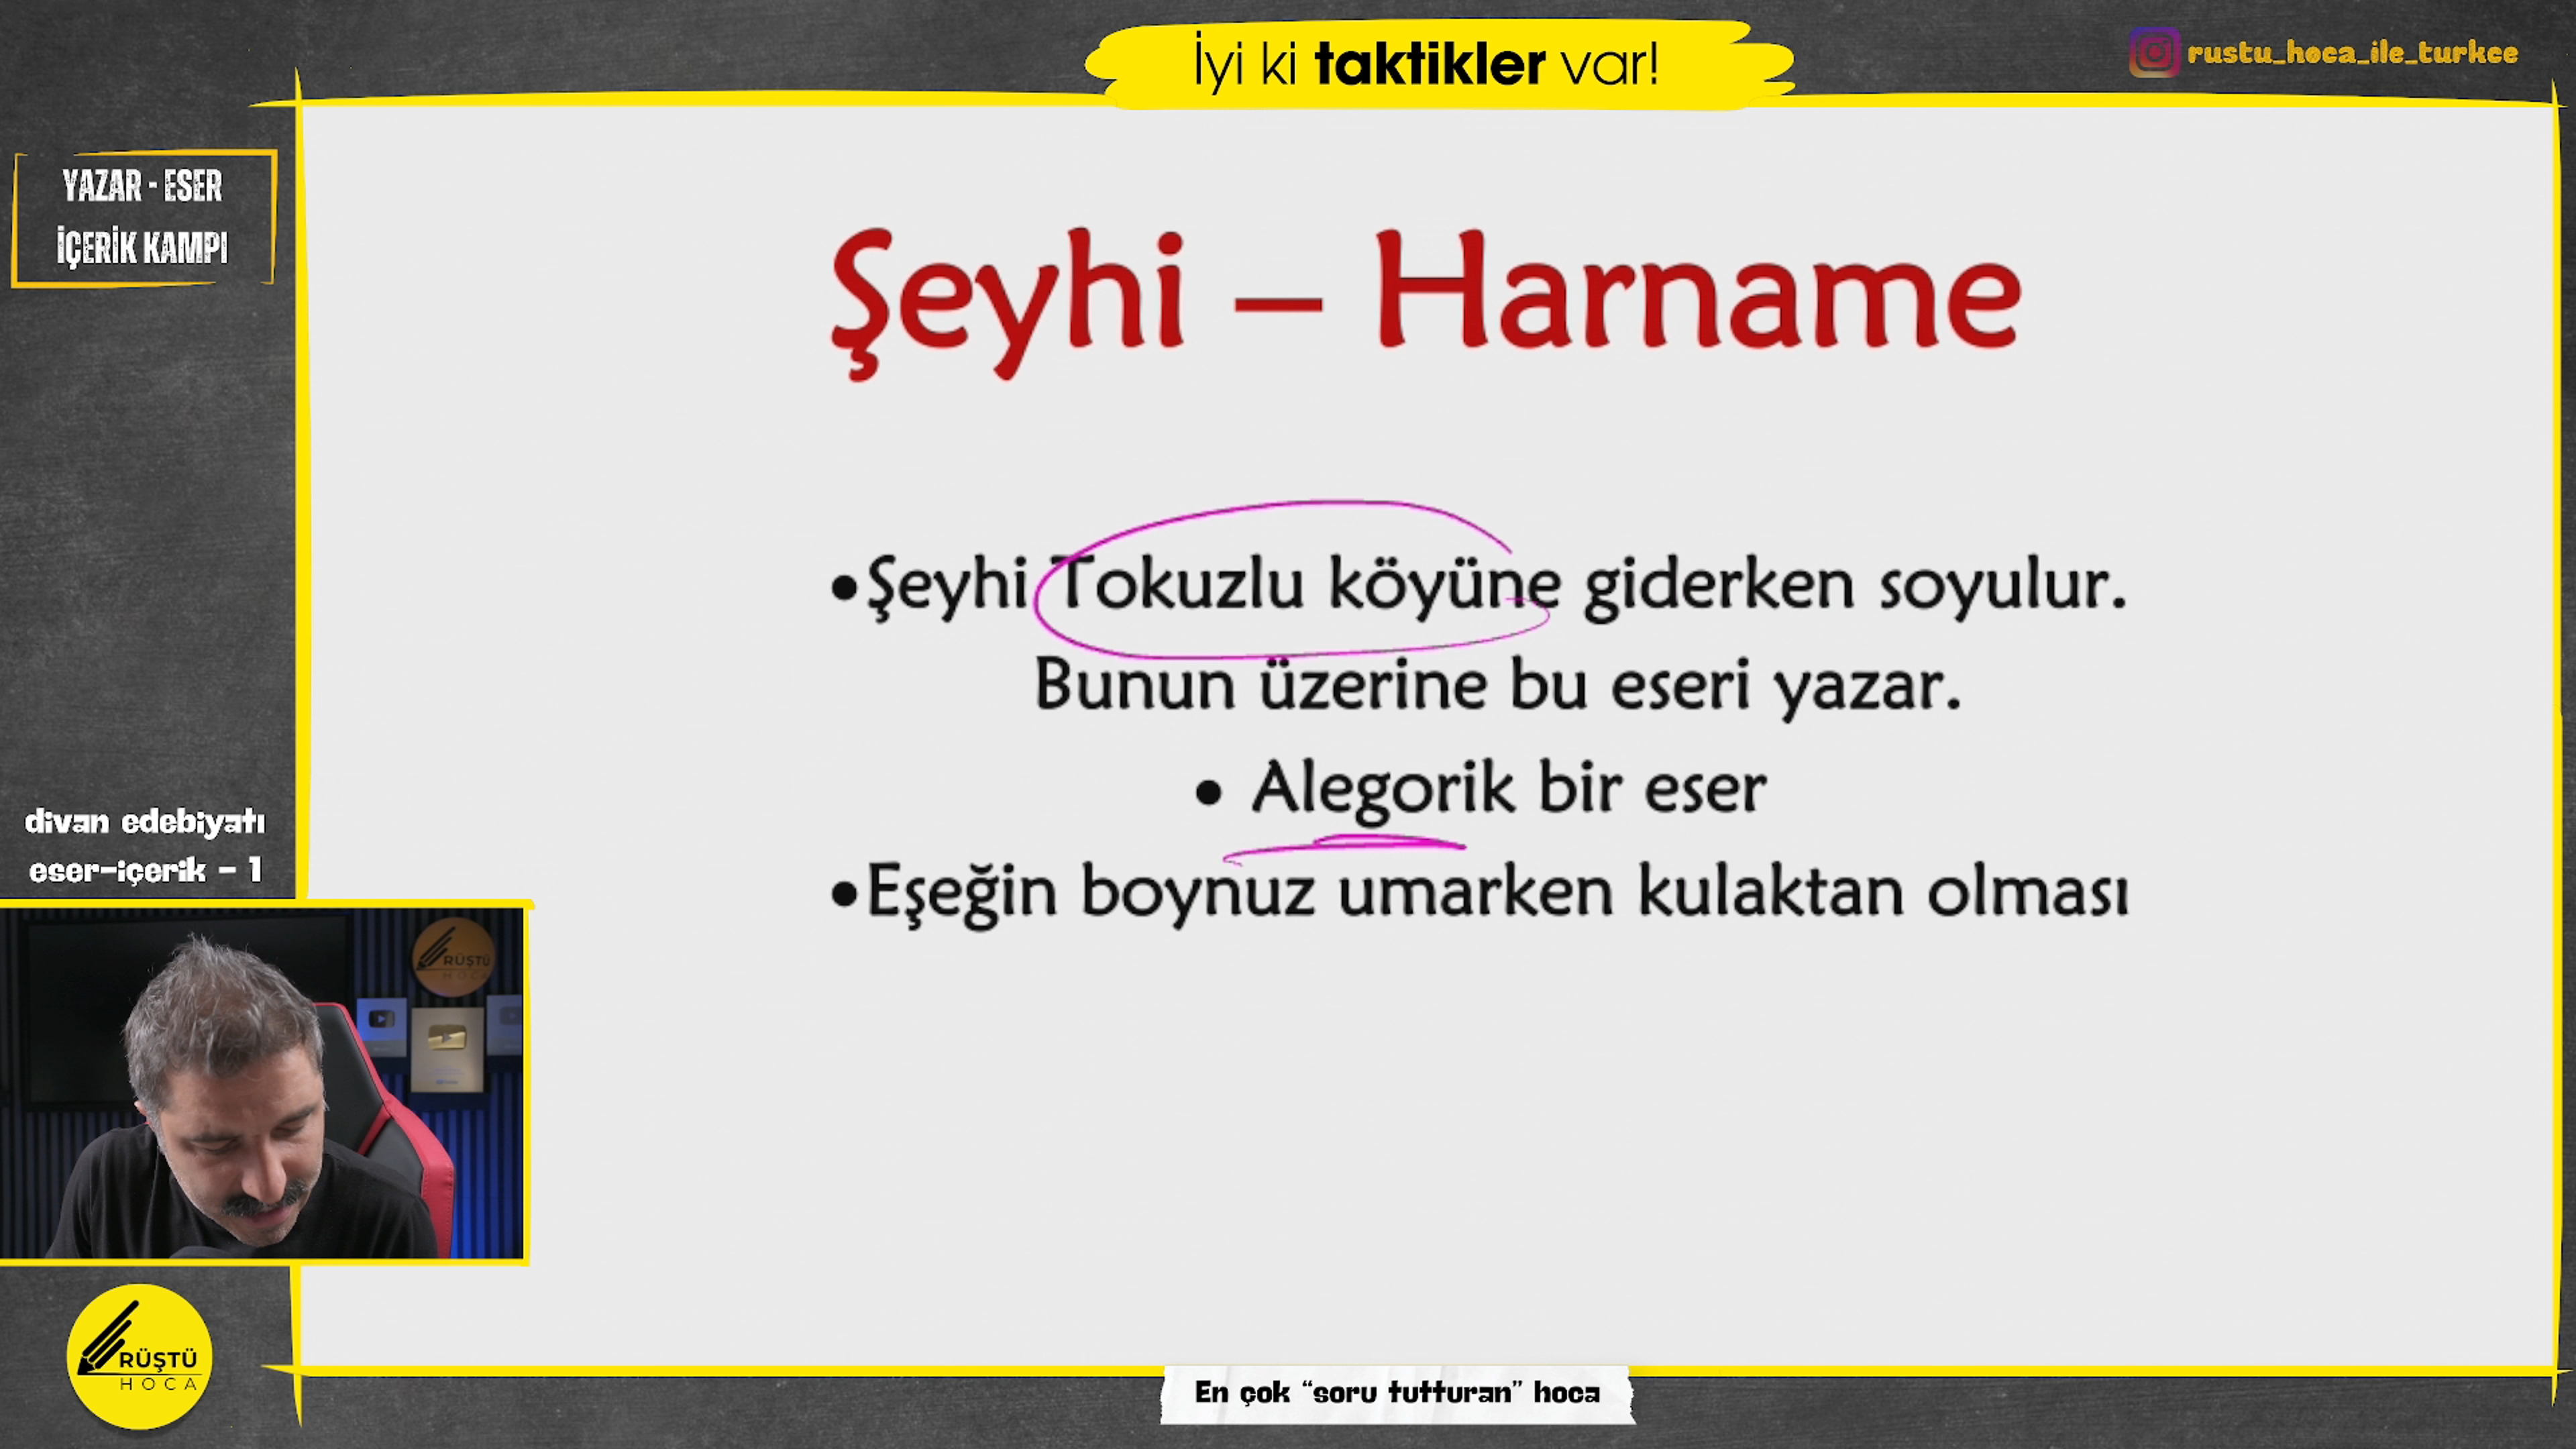 İyi ki taktikler var!
rustu_hoca_ile_turkce
YAZAR - ESER
İÇERİK KAMPI
Şeyhi – Harname
•Şeyhi Tokuzlu köyüne giderken soyulur.
Bunun üzerine bu eseri yazar.
• Alegorik bir eser
•Eşeğin boynuz umarken kulaktan olması
divan edebiyatı
eser-içerik - 1
RÜŞTÜ
HOCA
RÜŞTÜ
HOCA
En çok “soru tutturan” hoca